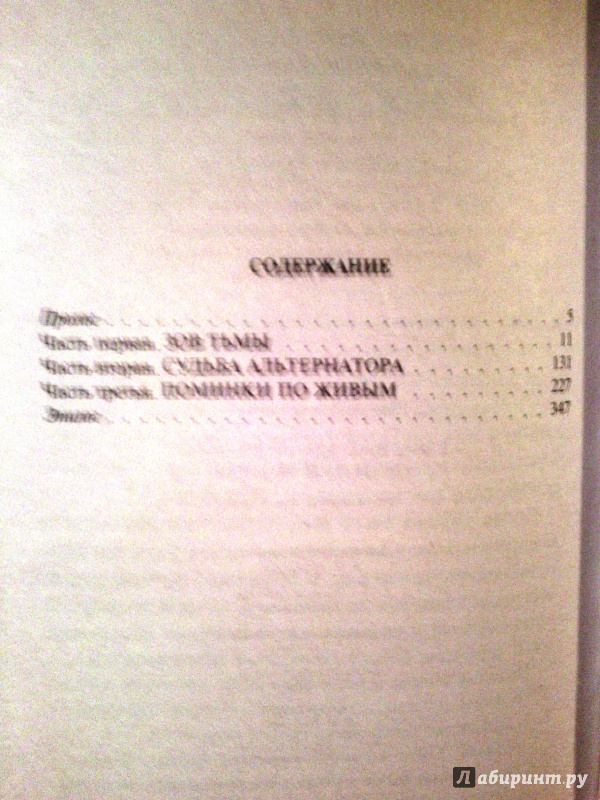 СОДЕРЖАНИЕ
Пролог 5
Часть первая. ЗОВ ТЬМЫ 11
Часть вторая. СУДЬБА АЛЬТЕРНАТОРА 131
Часть третья. ПОМИНКИ ПО ЖИВЫМ 227
Эпилог 347
Лабиринт.ру